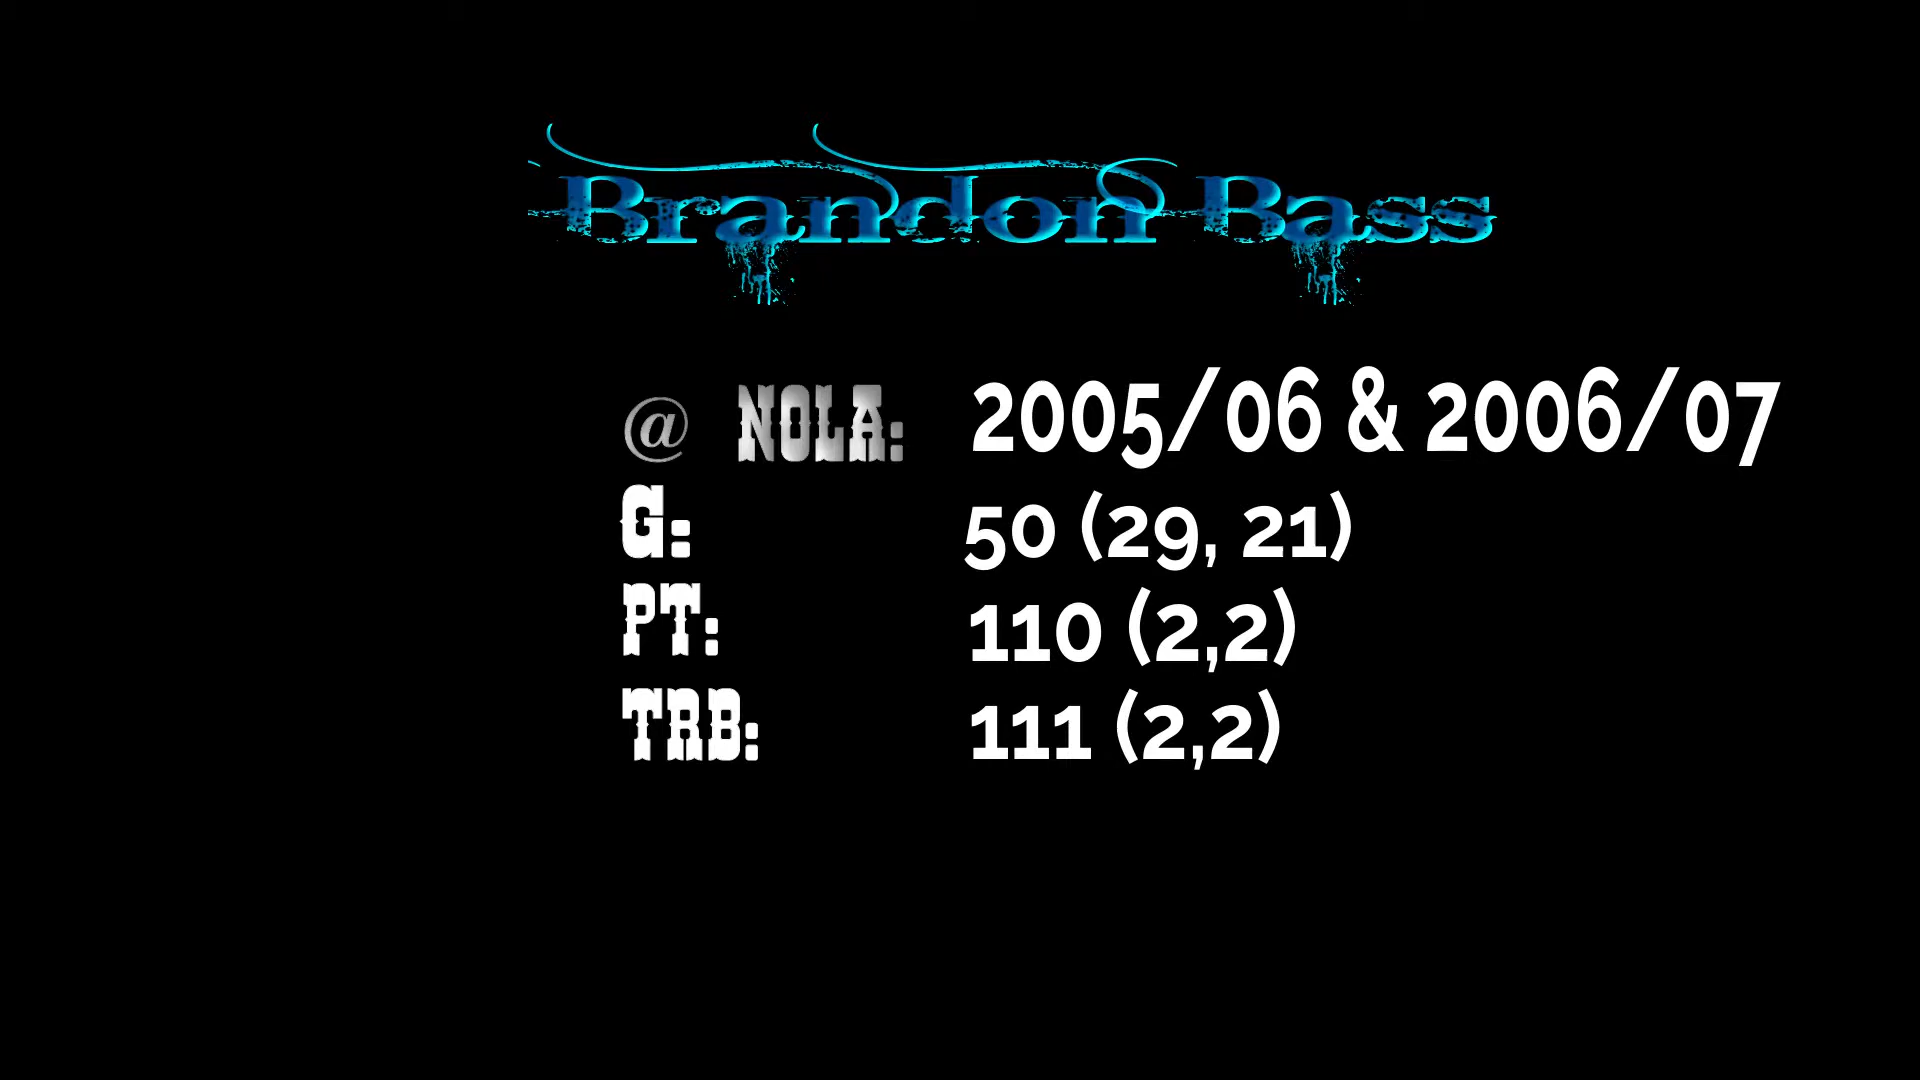 Brandon Bass
@ NOLA: 2005/06 & 2006/07
G: 50 (29, 21)
PT: 110 (2,2)
TRB: 111 (2,2)